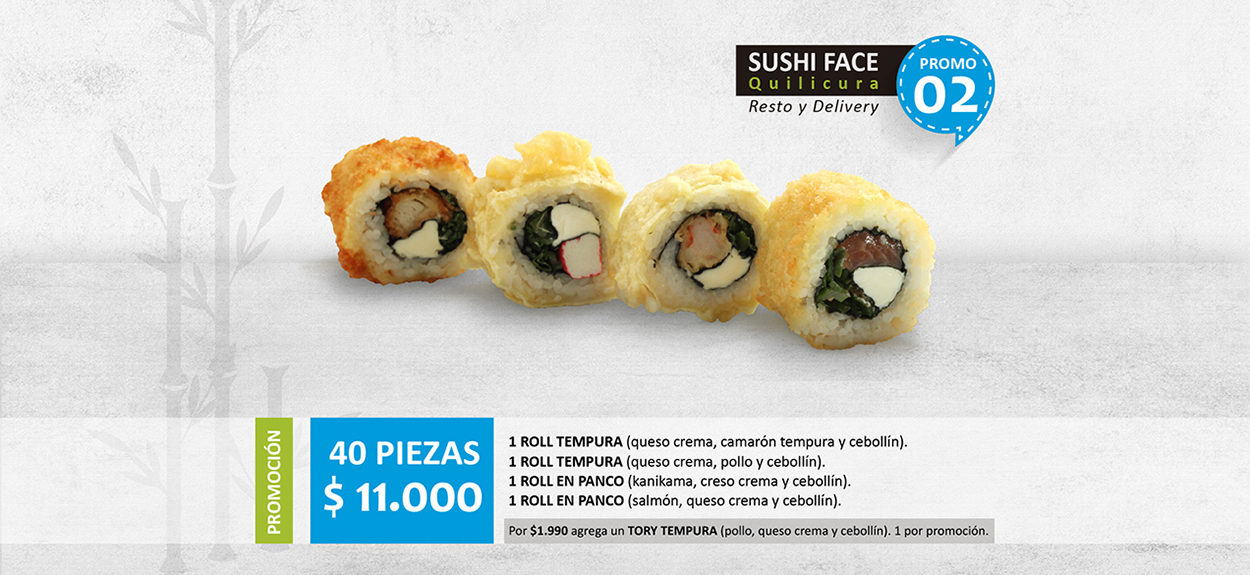 SUSHI FACE
Quilicura
Resto y Delivery
PROMO
02
PROMOCIÓN
40 PIEZAS
$ 11.000
1 ROLL TEMPURA (queso crema, camarón tempura y cebollín).
1 ROLL TEMPURA (queso crema, pollo y cebollín).
1 ROLL EN PANCO (kanikama, creso crema y cebollín).
1 ROLL EN PANCO (salmón, queso crema y cebollín).
Por $1.990 agrega un TORY TEMPURA (pollo, queso crema y cebollín). 1 por promoción.